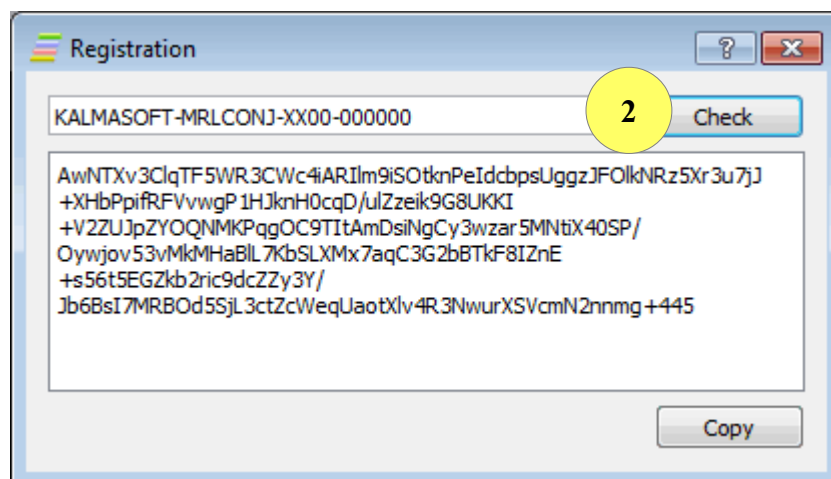 Registration
KALMASOFT-MRLCONJ-XX00-000000
2
Check
AwNTXv3ClqTF5WR3CWc4iARIlm9iSOtknPeIdcbpsUggzJFOlkNRz5Xr3u7jJ
+XHbPpifRFVvwgP1HJknH0cqD/ulZzeik9G8UKKI
+V2ZUJpZYOQNMKPqgOC9TItAmDsiNgCy3wzar5MNtiX40SP/
Oywjov53vMkMHaBlL7KbSLXMx7aqC3G2bBTkF8IZnE
+s56t5EGZkb2ric9dcZZy3Y/
Jb6BsI7MRBOd5SjL3ctZcWeqUaotXlv4R3NwurXSVcmN2nnmg+445
Copy